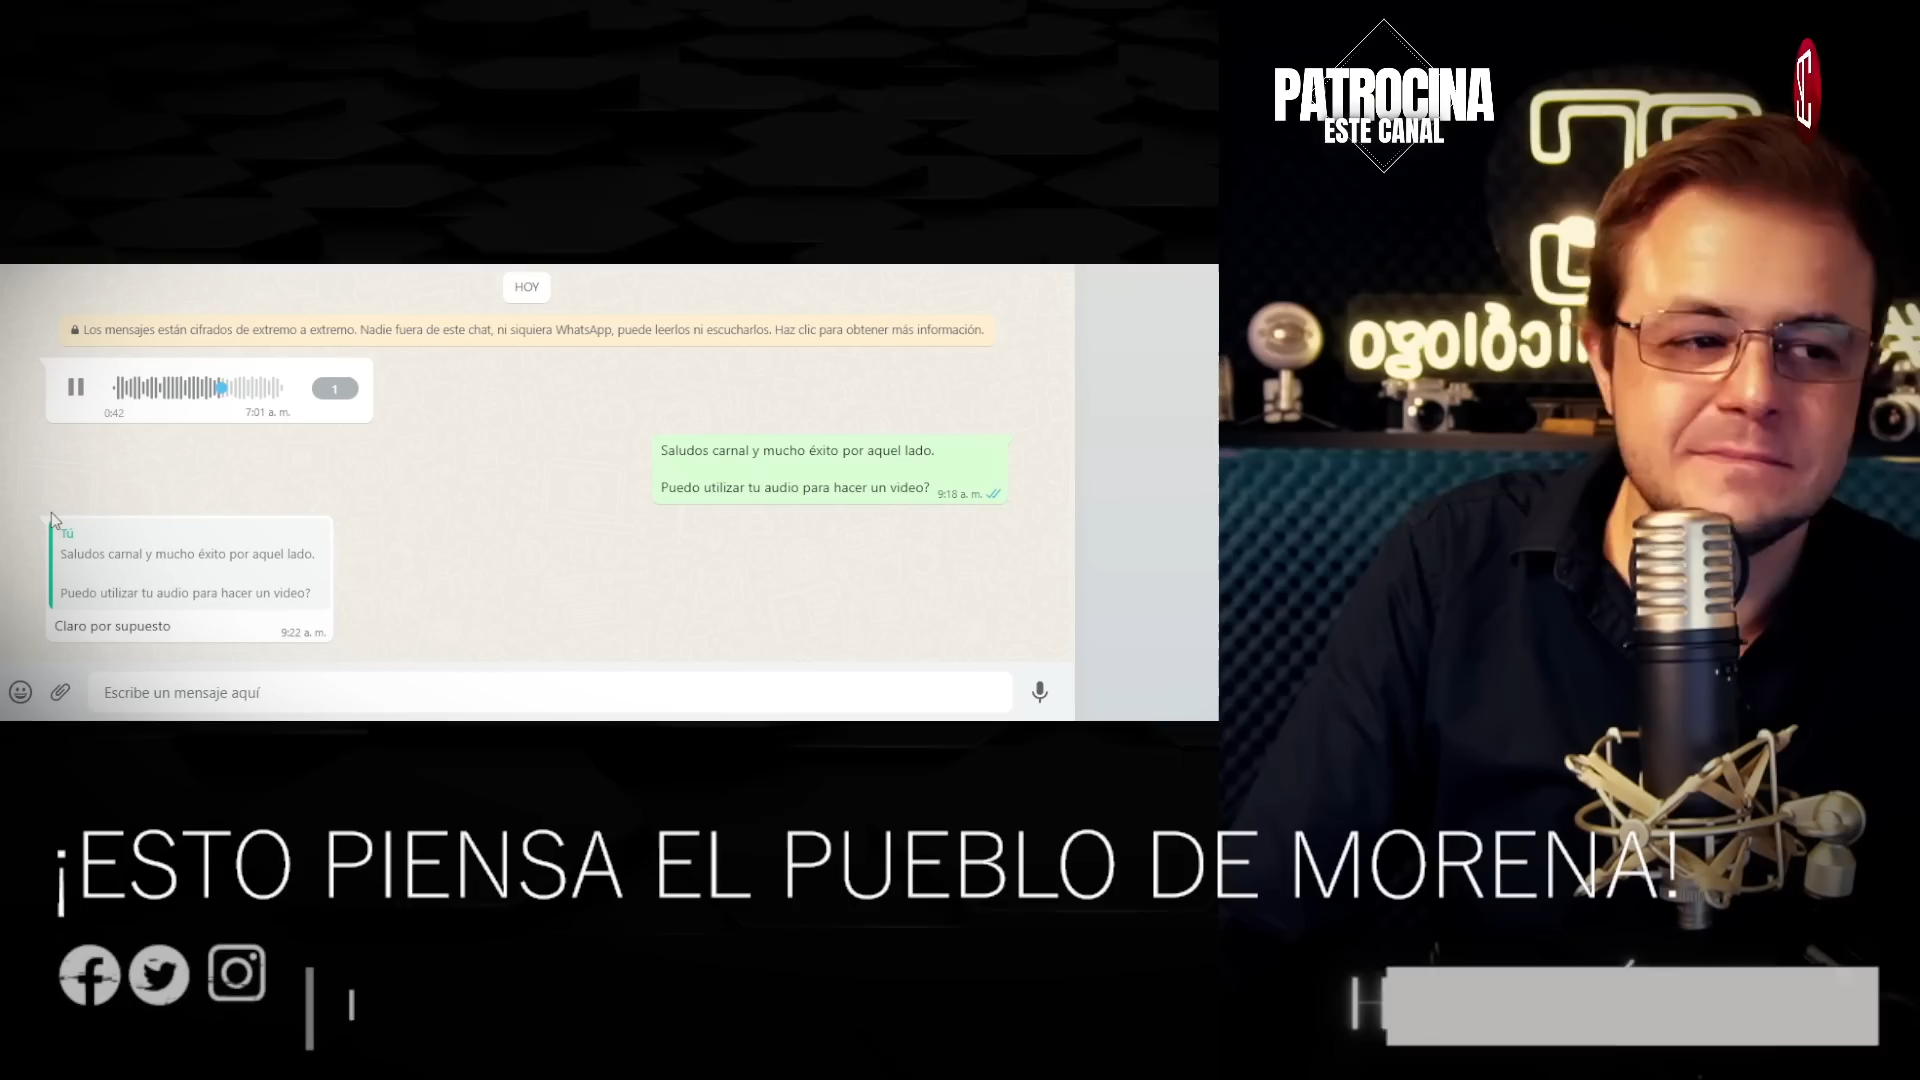 PATROCINA
ESTE CANAL
HOY
Los mensajes están cifrados de extremo a extremo. Nadie fuera de este chat, ni siquiera WhatsApp, puede leerlos ni escucharlos. Haz clic para obtener más información.
1
0:42
7:01 a. m.
Saludos carnal y mucho éxito por aquel lado.
Puedo utilizar tu audio para hacer un video?
9:18 a. m.
Tú
Saludos carnal y mucho éxito por aquel lado.
Puedo utilizar tu audio para hacer un video?
Claro por supuesto
9:22 a. m.
Escribe un mensaje aquí
¡ESTO PIENSA EL PUEBLO DE MORENA!